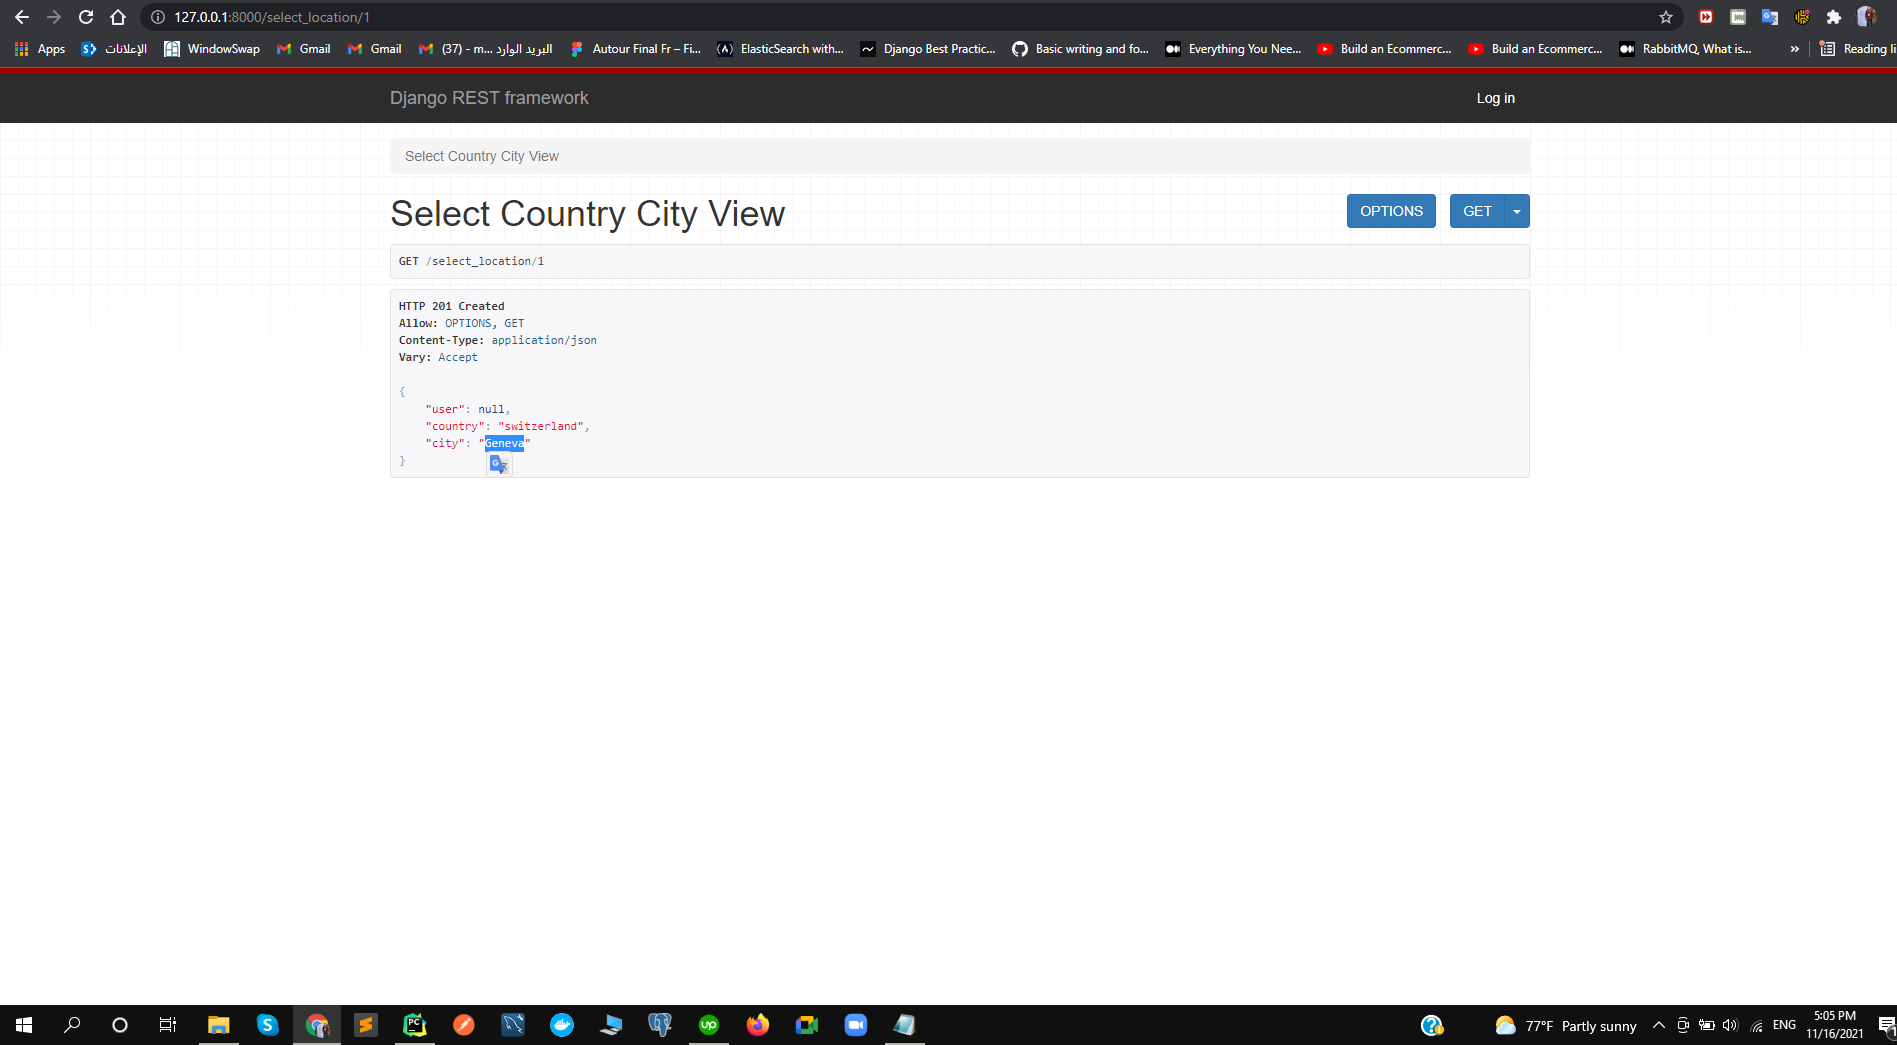 127.0.0.1:8000/select_location/1
Apps الإعلانات WindowSwap Gmail Gmail (37) - m... البريد الوارد Autour Final Fr – Fi... ElasticSearch with... Django Best Practic... Basic writing and fo... Everything You Nee... Build an Ecommerc... Build an Ecommerc... RabbitMQ, What is... » Reading li
Django REST framework Log in
Select Country City View
Select Country City View OPTIONS GET
GET /select_location/1
HTTP 201 Created
Allow: OPTIONS, GET
Content-Type: application/json
Vary: Accept
{
"user": null,
"country": "switzerland",
"city": "Geneva"
}
77°F Partly sunny ENG 5:05 PM
11/16/2021